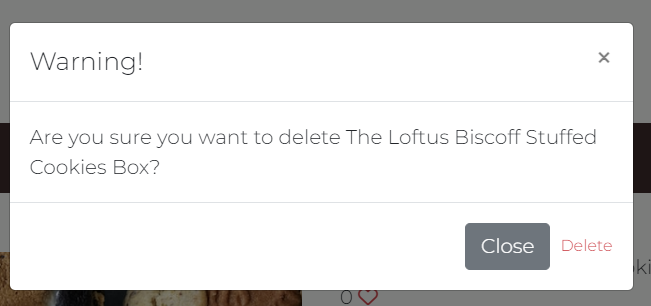 Warning!
×
Are you sure you want to delete The Loftus Biscoff Stuffed
Cookies Box?
Close
Delete
0